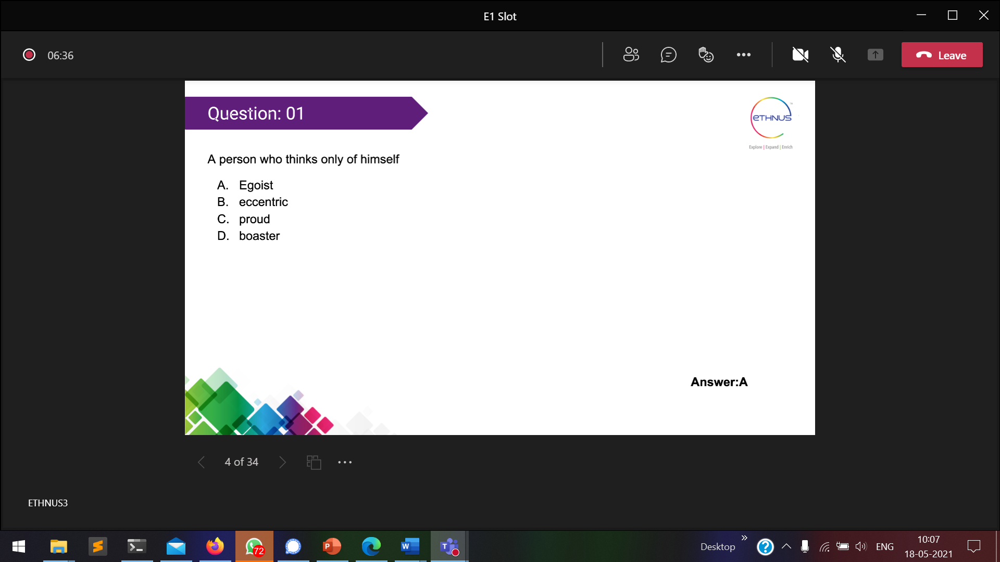 E1 Slot
06:36
Leave
Question: 01
ETHNUS
Explore | Expand | Enrich
A person who thinks only of himself
A. Egoist
B. eccentric
C. proud
D. boaster
Answer:A
4 of 34
ETHNUS3
72
Desktop
ENG
10:07
18-05-2021